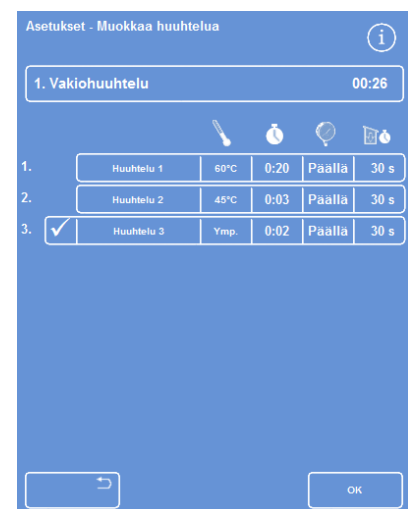 Asetukset - Muokkaa huuhtelua
i
1. Vakiohuuhtelu 00:26
1. Huuhtelu 1 60°C 0:20 Päällä 30 s
2. Huuhtelu 2 45°C 0:03 Päällä 30 s
3. Huuhtelu 3 Ymp. 0:02 Päällä 30 s
OK